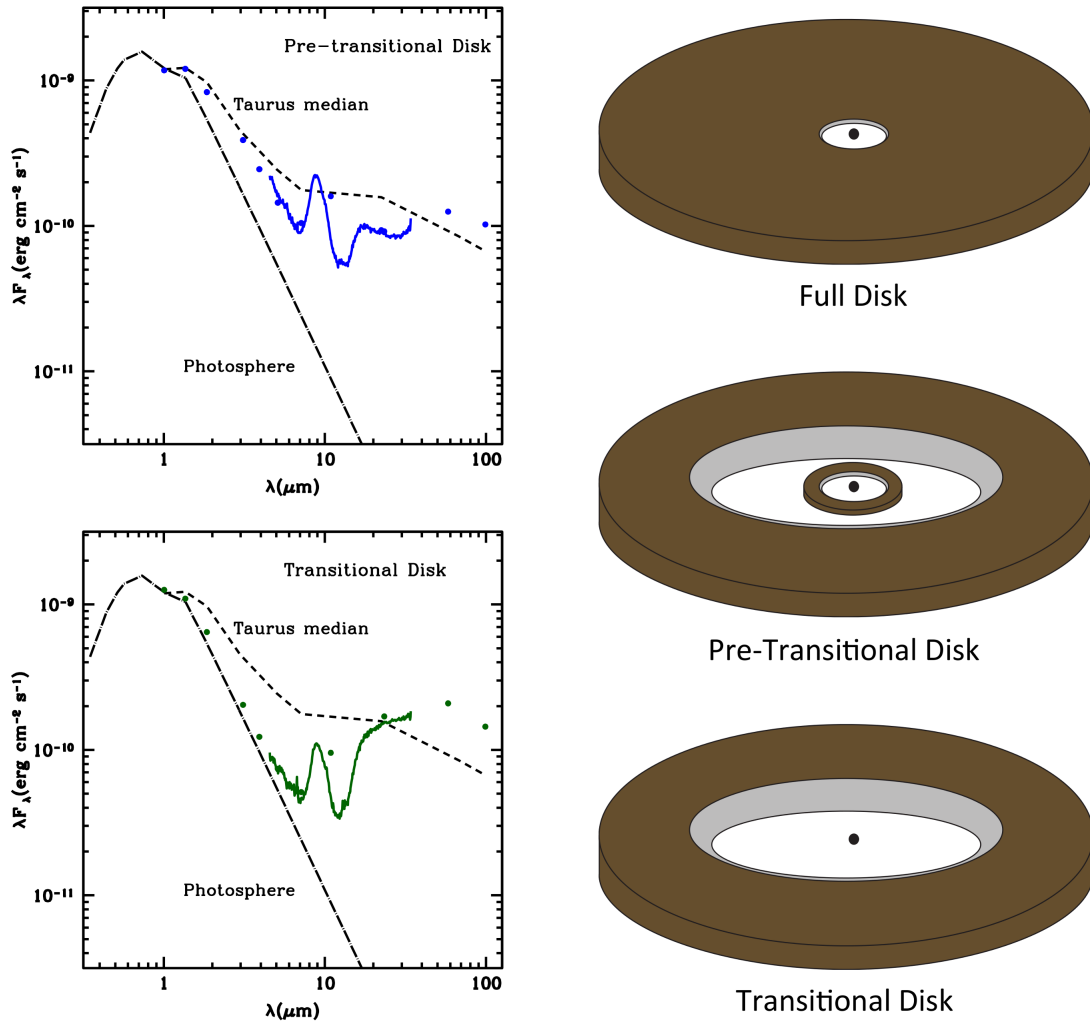 Pre-transitional Disk
Taurus median
Photosphere
10⁻⁹
10⁻¹⁰
10⁻¹¹
λF_λ(erg cm⁻² s⁻¹)
1 10 100
λ(μm)
Transitional Disk
Taurus median
Photosphere
10⁻⁹
10⁻¹⁰
10⁻¹¹
λF_λ(erg cm⁻² s⁻¹)
1 10 100
λ(μm)
Full Disk
Pre-Transitional Disk
Transitional Disk